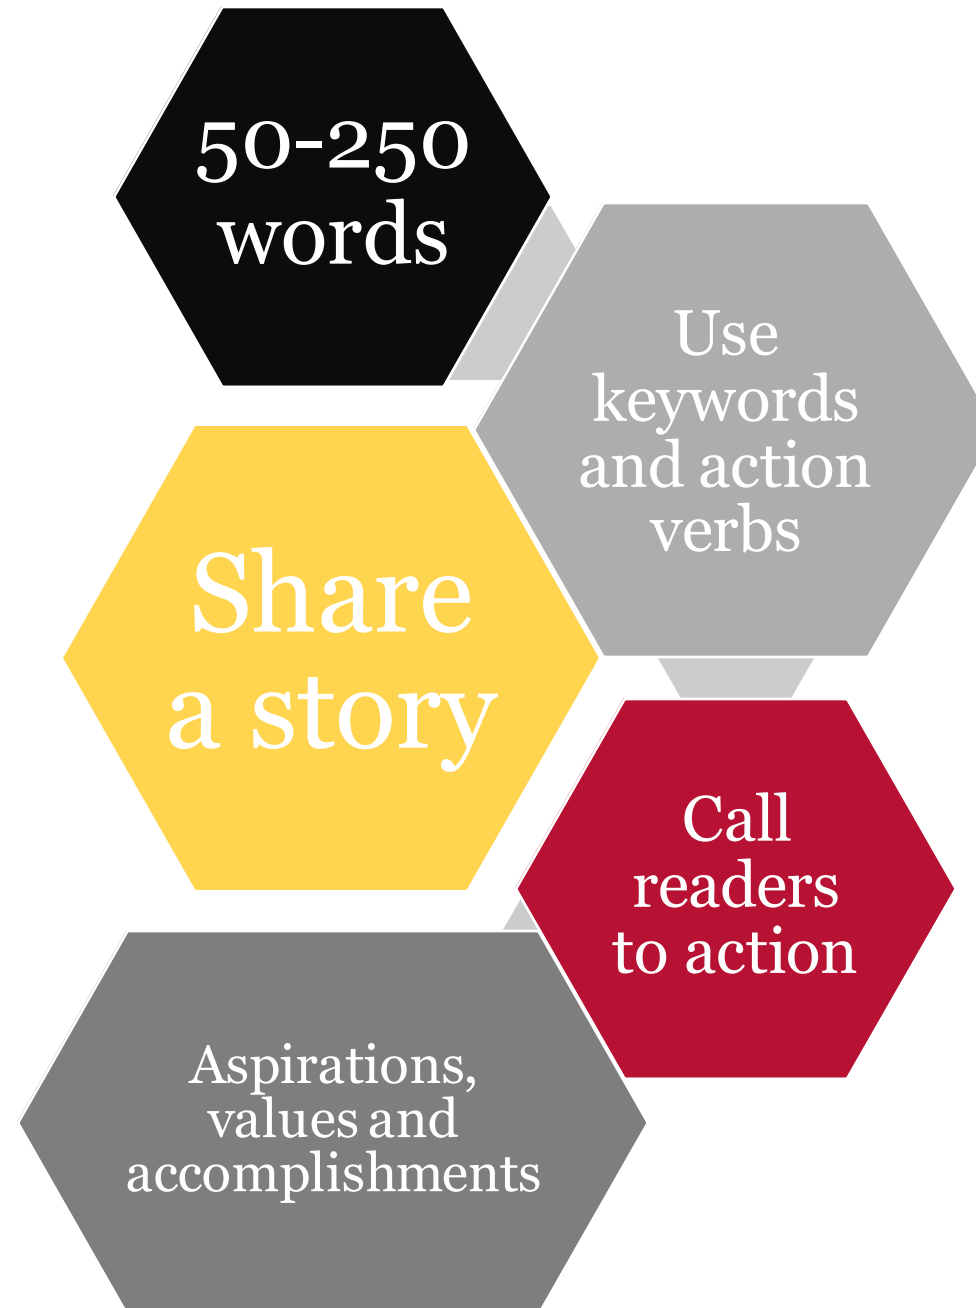 50-250
words
Use
keywords
and action
verbs
Share
a story
Call
readers
to action
Aspirations,
values and
accomplishments